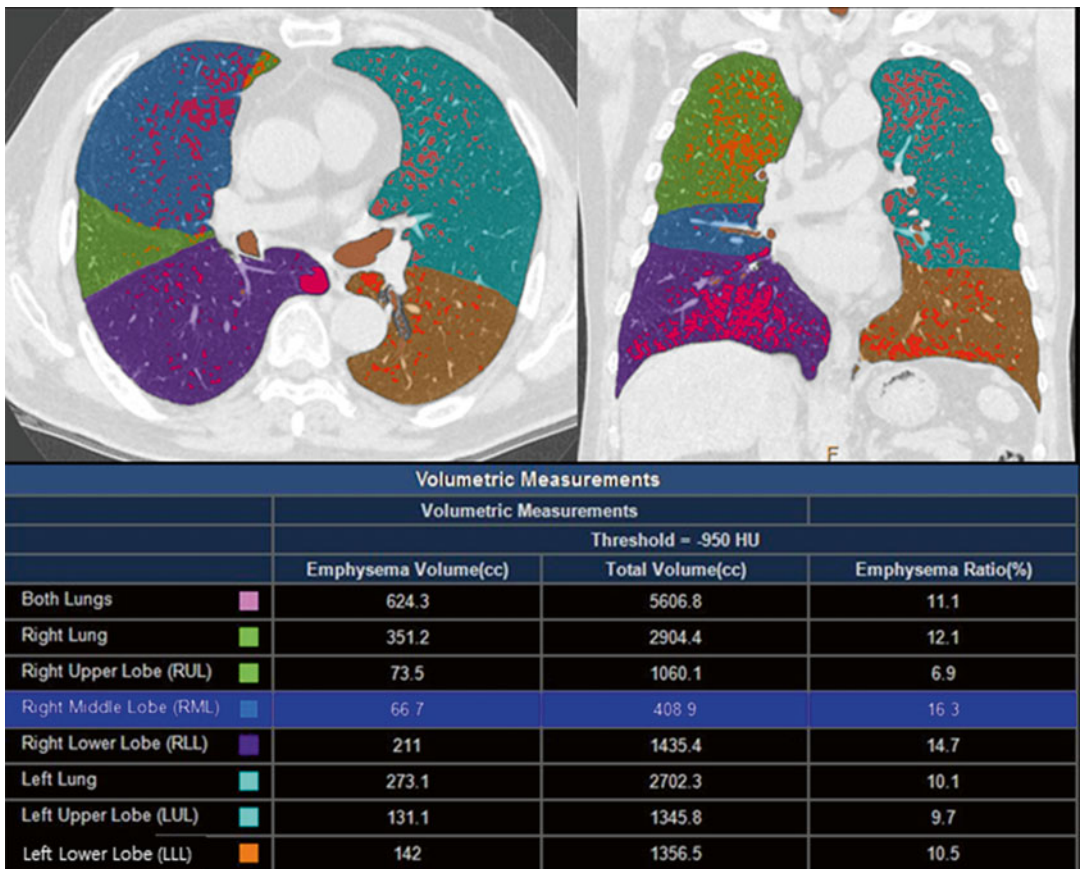 F
Volumetric Measurements
Volumetric Measurements
Threshold = -950 HU
Emphysema Volume(cc) Total Volume(cc) Emphysema Ratio(%)
Both Lungs 624.3 5606.8 11.1
Right Lung 351.2 2904.4 12.1
Right Upper Lobe (RUL) 73.5 1060.1 6.9
Right Middle Lobe (RML) 66.7 408.9 16.3
Right Lower Lobe (RLL) 211 1435.4 14.7
Left Lung 273.1 2702.3 10.1
Left Upper Lobe (LUL) 131.1 1345.8 9.7
Left Lower Lobe (LLL) 142 1356.5 10.5